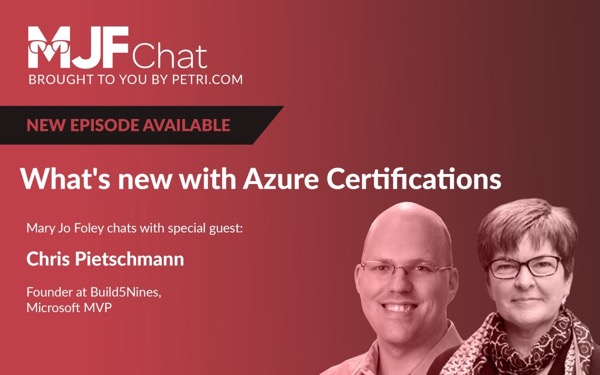 MJF Chat
BROUGHT TO YOU BY PETRI.COM
NEW EPISODE AVAILABLE
What's new with Azure Certifications
Mary Jo Foley chats with special guest:
Chris Pietschmann
Founder at Build5Nines,
Microsoft MVP